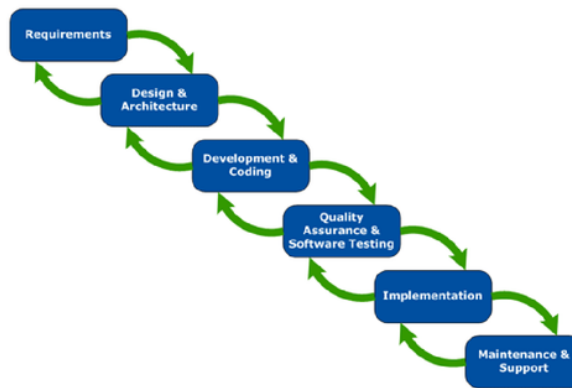 Requirements
Design &
Architecture
Development &
Coding
Quality
Assurance &
Software Testing
Implementation
Maintenance &
Support